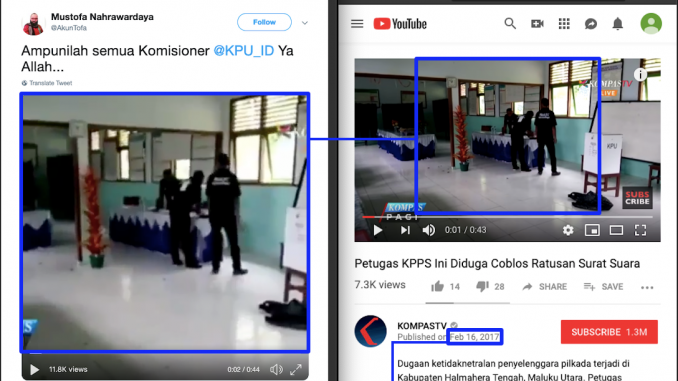 Mustofa Nahrawardaya
@AkunTofa
Follow
Ampunilah semua Komisioner @KPU_ID Ya
Allah...
Translate Tweet
11.8K views
0:02 / 0:44
YouTube
KOMPASTV
LIVE
KPU
KOMPAS
PAGI
SUBS
CRIBE
0:01 / 0:43
Petugas KPPS Ini Diduga Coblos Ratusan Surat Suara
7.3K views
14
28
SHARE
SAVE
KOMPASTV
Published on Feb 16, 2017
SUBSCRIBE 1.3M
Dugaan ketidaknetralan penyelenggara pilkada terjadi di
Kabupaten Halmahera Tengah, Maluku Utara. Petugas